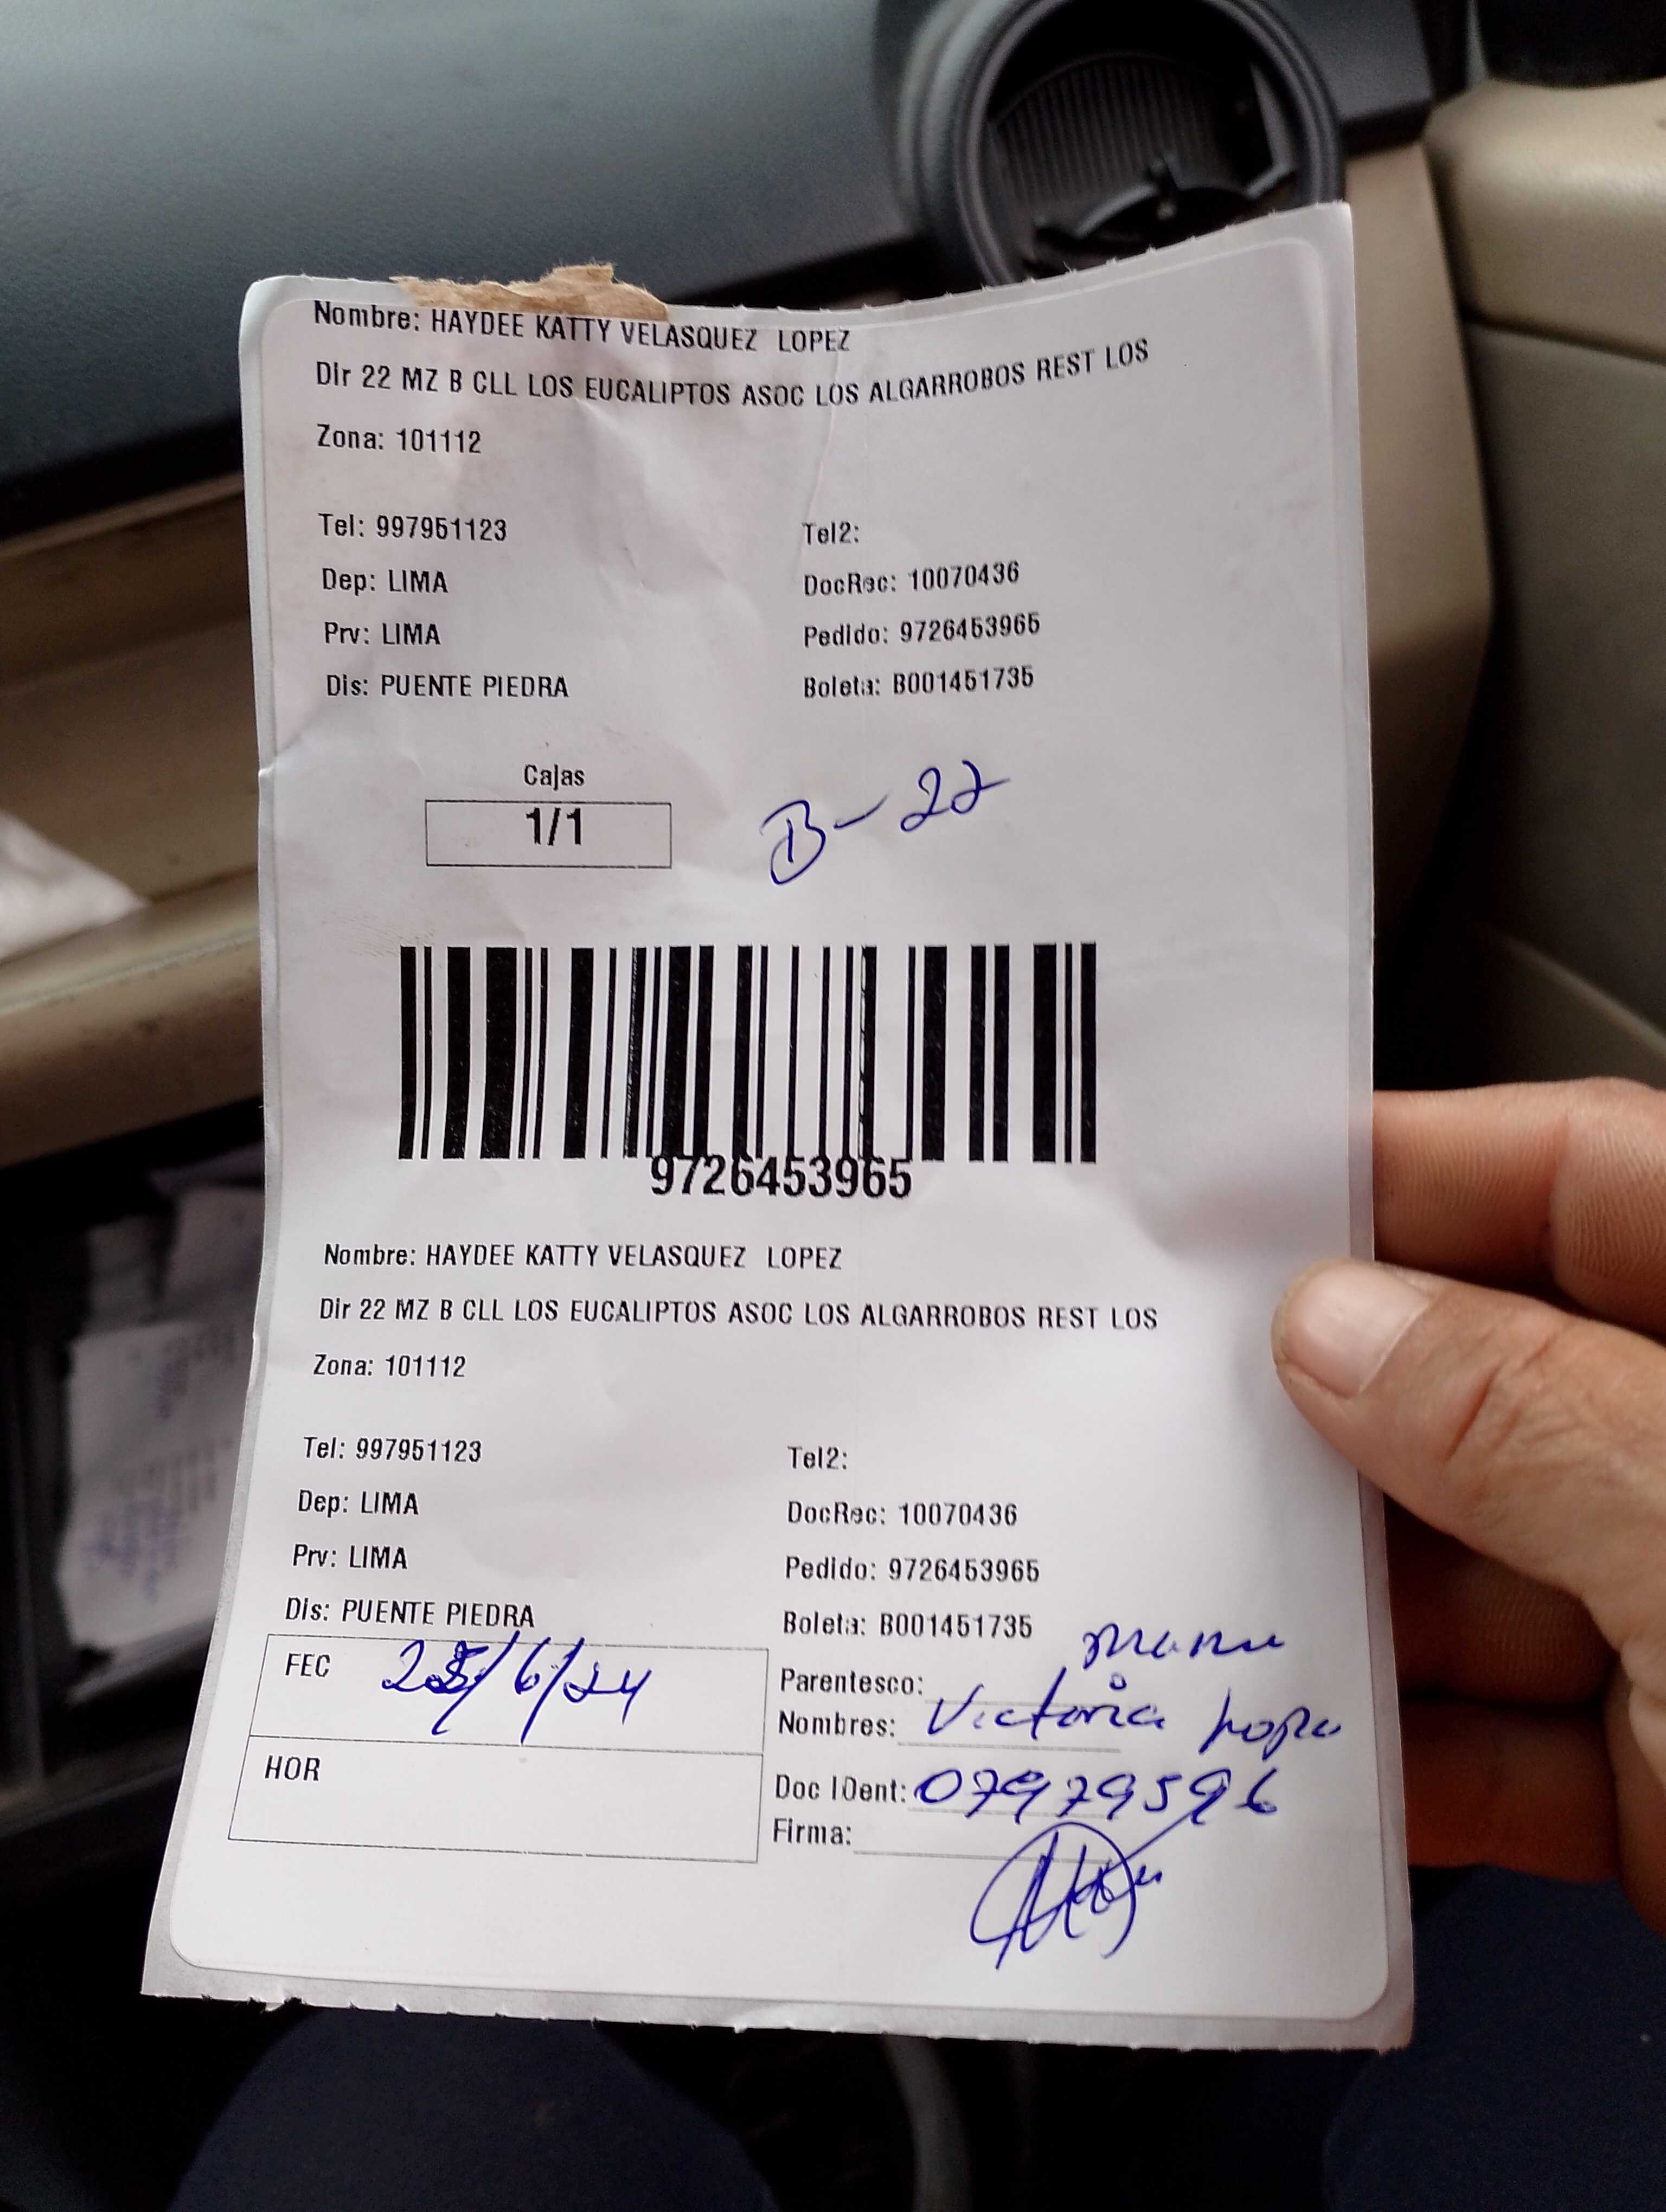 Nombre: HAYDEE KATTY VELASQUEZ LOPEZ
Dir 22 MZ B CLL LOS EUCALIPTOS ASOC LOS ALGARROBOS REST LOS
Zona: 101112
Tel: 997951123 Tel2:
Dep: LIMA DocRec: 10070436
Prv: LIMA Pedido: 9726453965
Dis: PUENTE PIEDRA Boleta: B001451735
Cajas
1/1
B-22
9726453965
Nombre: HAYDEE KATTY VELASQUEZ LOPEZ
Dir 22 MZ B CLL LOS EUCALIPTOS ASOC LOS ALGARROBOS REST LOS
Zona: 101112
Tel: 997951123 Tel2:
Dep: LIMA DocRec: 10070436
Prv: LIMA Pedido: 9726453965
Dis: PUENTE PIEDRA Boleta: B001451735
FEC 25/6/24
Parentesco:
Nombres: Victoria
HOR
Doc IDent: 07979596
Firma: